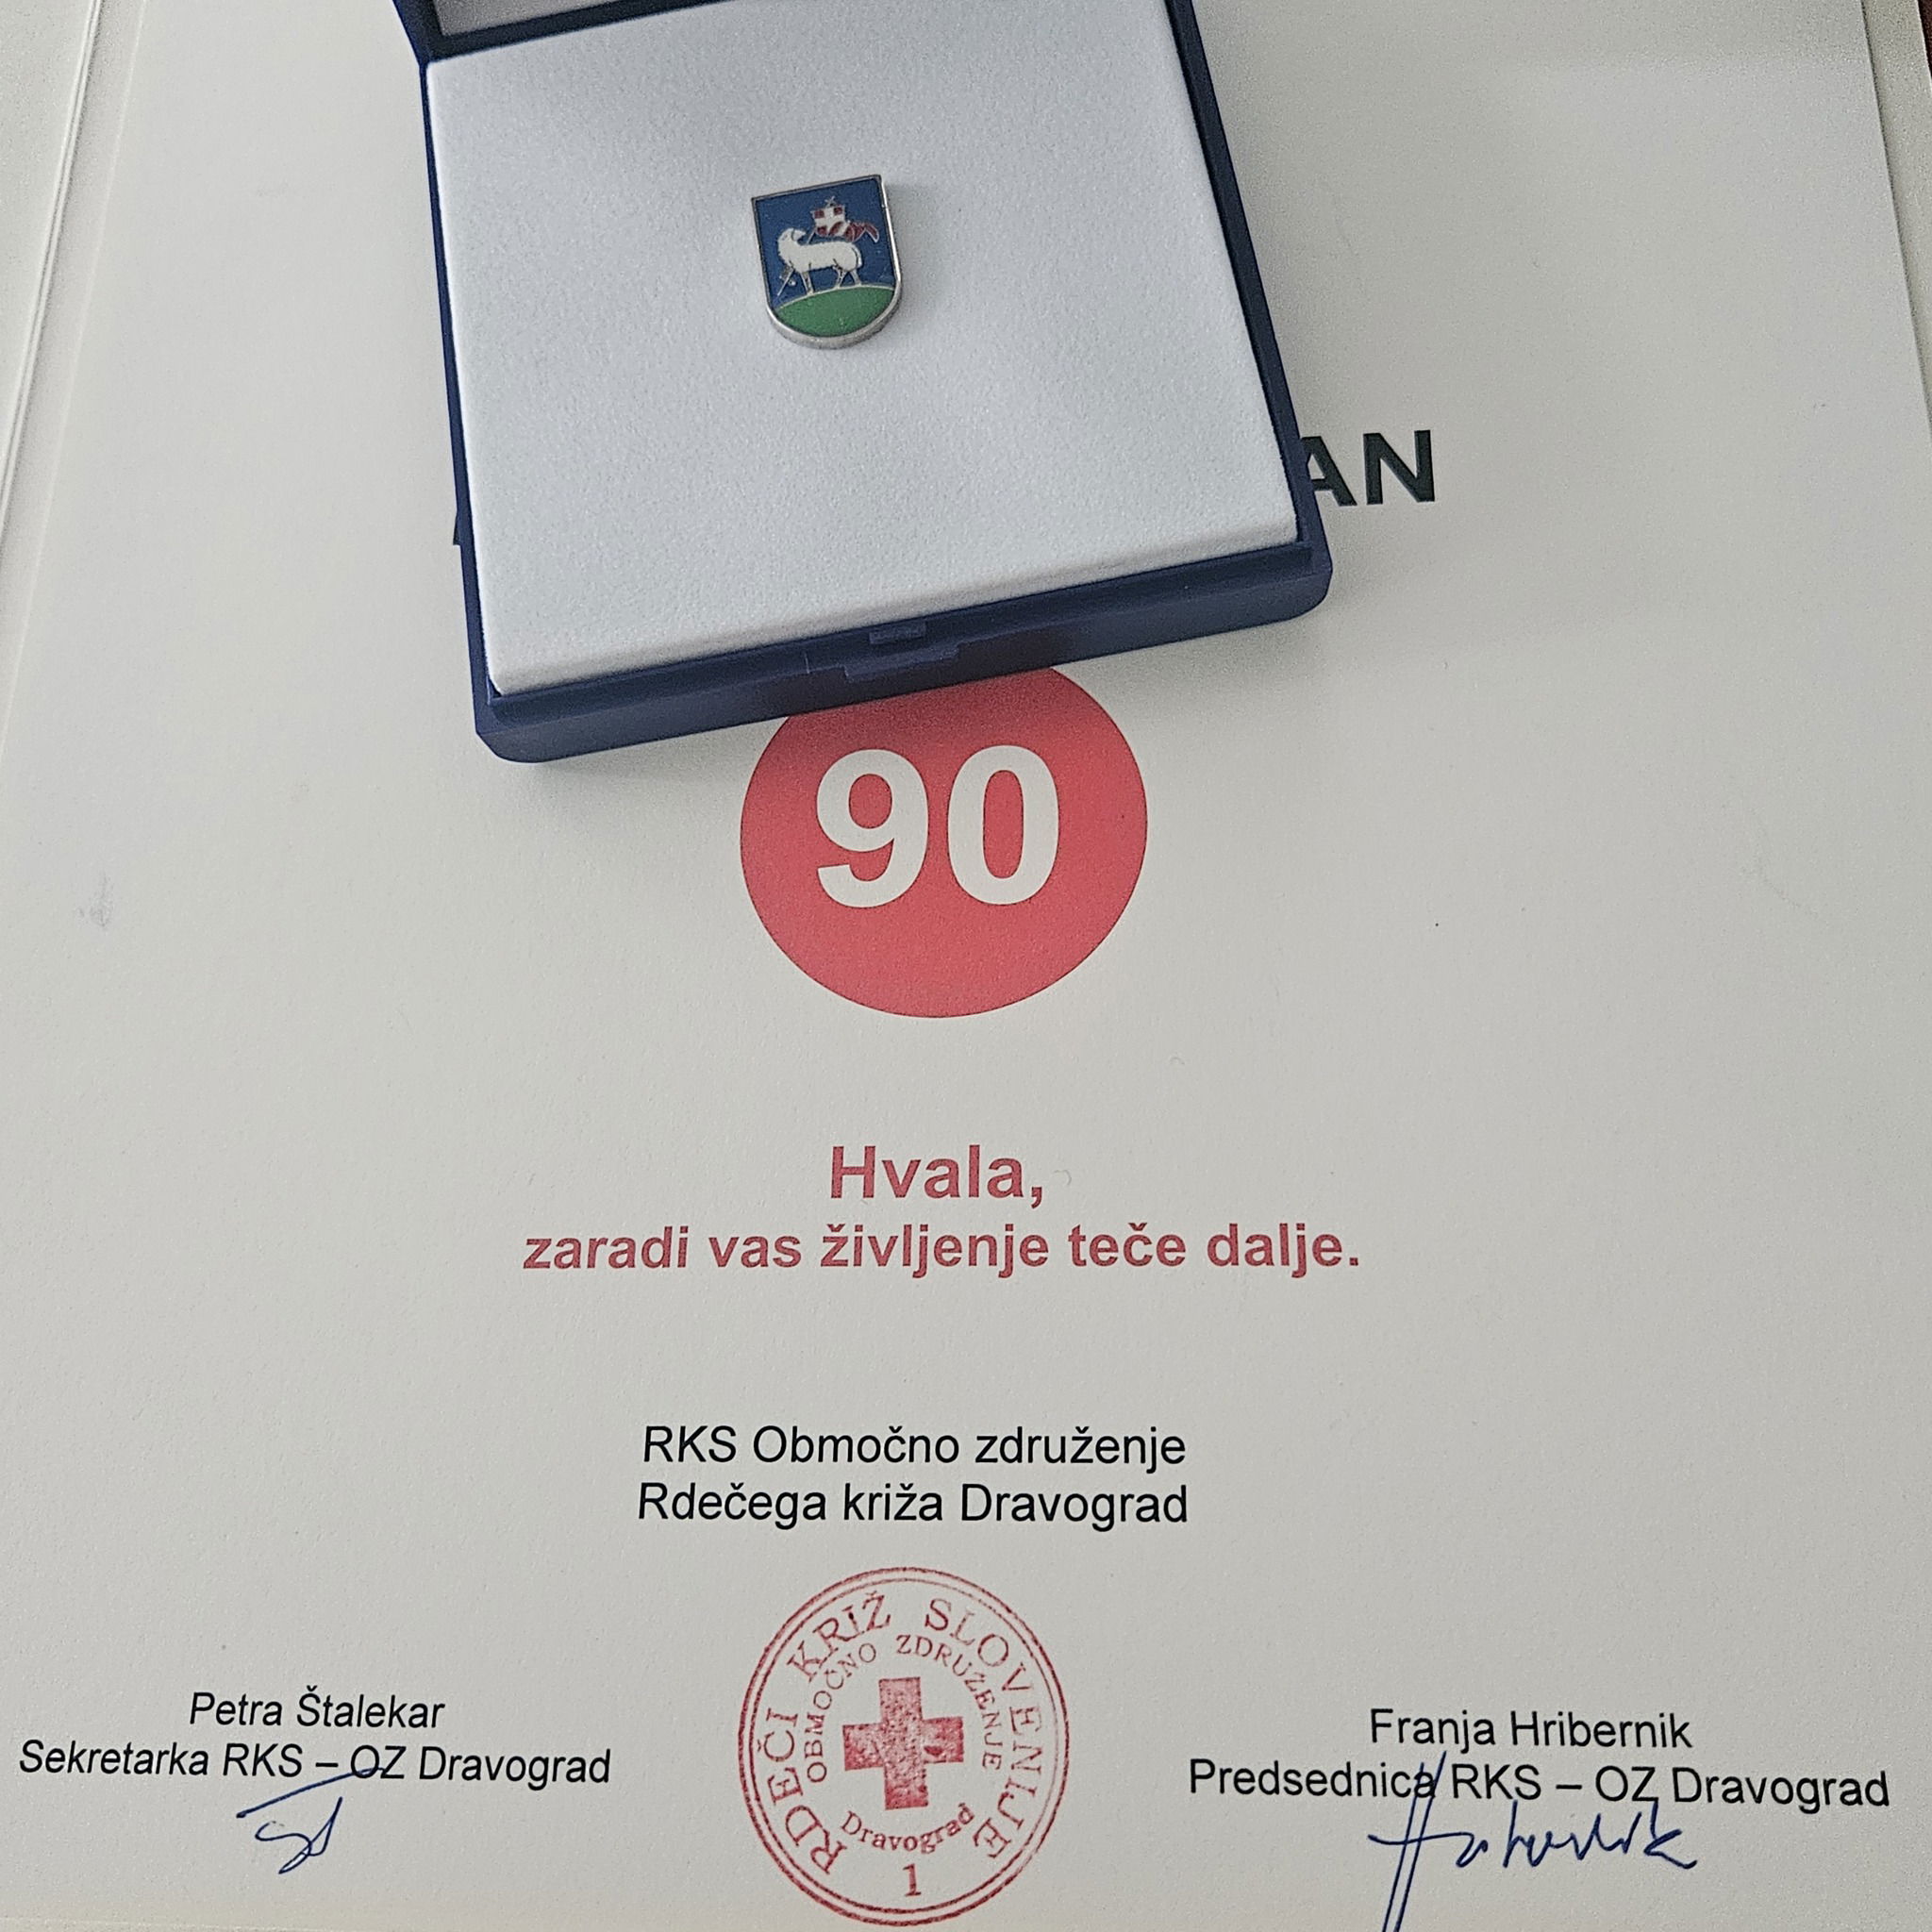 AN
90
Hvala,
zaradi vas življenje teče dalje.
RKS Območno združenje
Rdečega križa Dravograd
Petra Štalekar
Sekretarka RKS – OZ Dravograd
RDEČI KRIŽ SLOVENIJE
OBMOČNO ZDRUŽENJE
Dravograd
1
Franja Hribernik
Predsednica RKS – OZ Dravograd